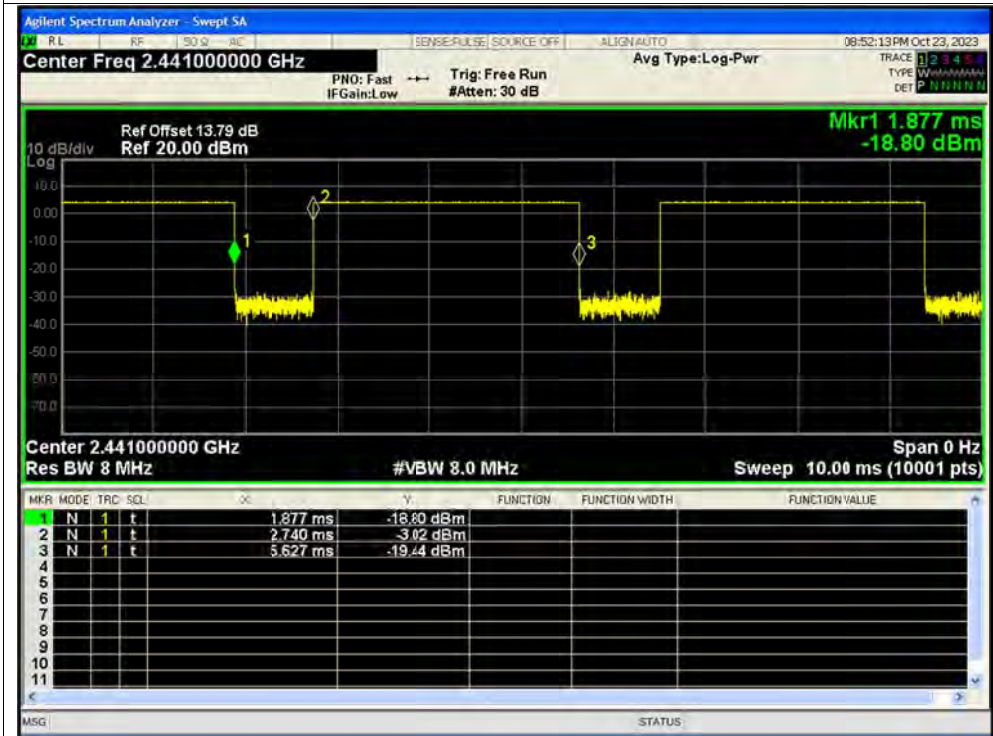 Agilent Spectrum Analyzer - Swept SA
RL RF 50 Ω AC SENSE:PULSE SOURCE OFF ALIGN AUTO 08:52:13 PM Oct 23, 2023
Center Freq 2.441000000 GHz Avg Type: Log-Pwr TRACE 1 2 3 4 5 6
PNO: Fast Trig: Free Run TYPE W
IFGain:Low #Atten: 30 dB DET P N N N N N
Mkr1 1.877 ms
Ref Offset 13.79 dB
10 dB/div Ref 20.00 dBm -18.80 dBm
Log
10.0
0.00
-10.0
-20.0
-30.0
-40.0
-50.0
-60.0
-70.0
1
2
3
Center 2.441000000 GHz Span 0 Hz
Res BW 8 MHz #VBW 8.0 MHz Sweep 10.00 ms (10001 pts)
MKR MODE TRC SCL X Y FUNCTION FUNCTION WIDTH FUNCTION VALUE
1 N 1 t 1.877 ms -18.80 dBm
2 N 1 t 2.740 ms -3.02 dBm
3 N 1 t 5.627 ms -19.44 dBm
4
5
6
7
8
9
10
11
MSG STATUS